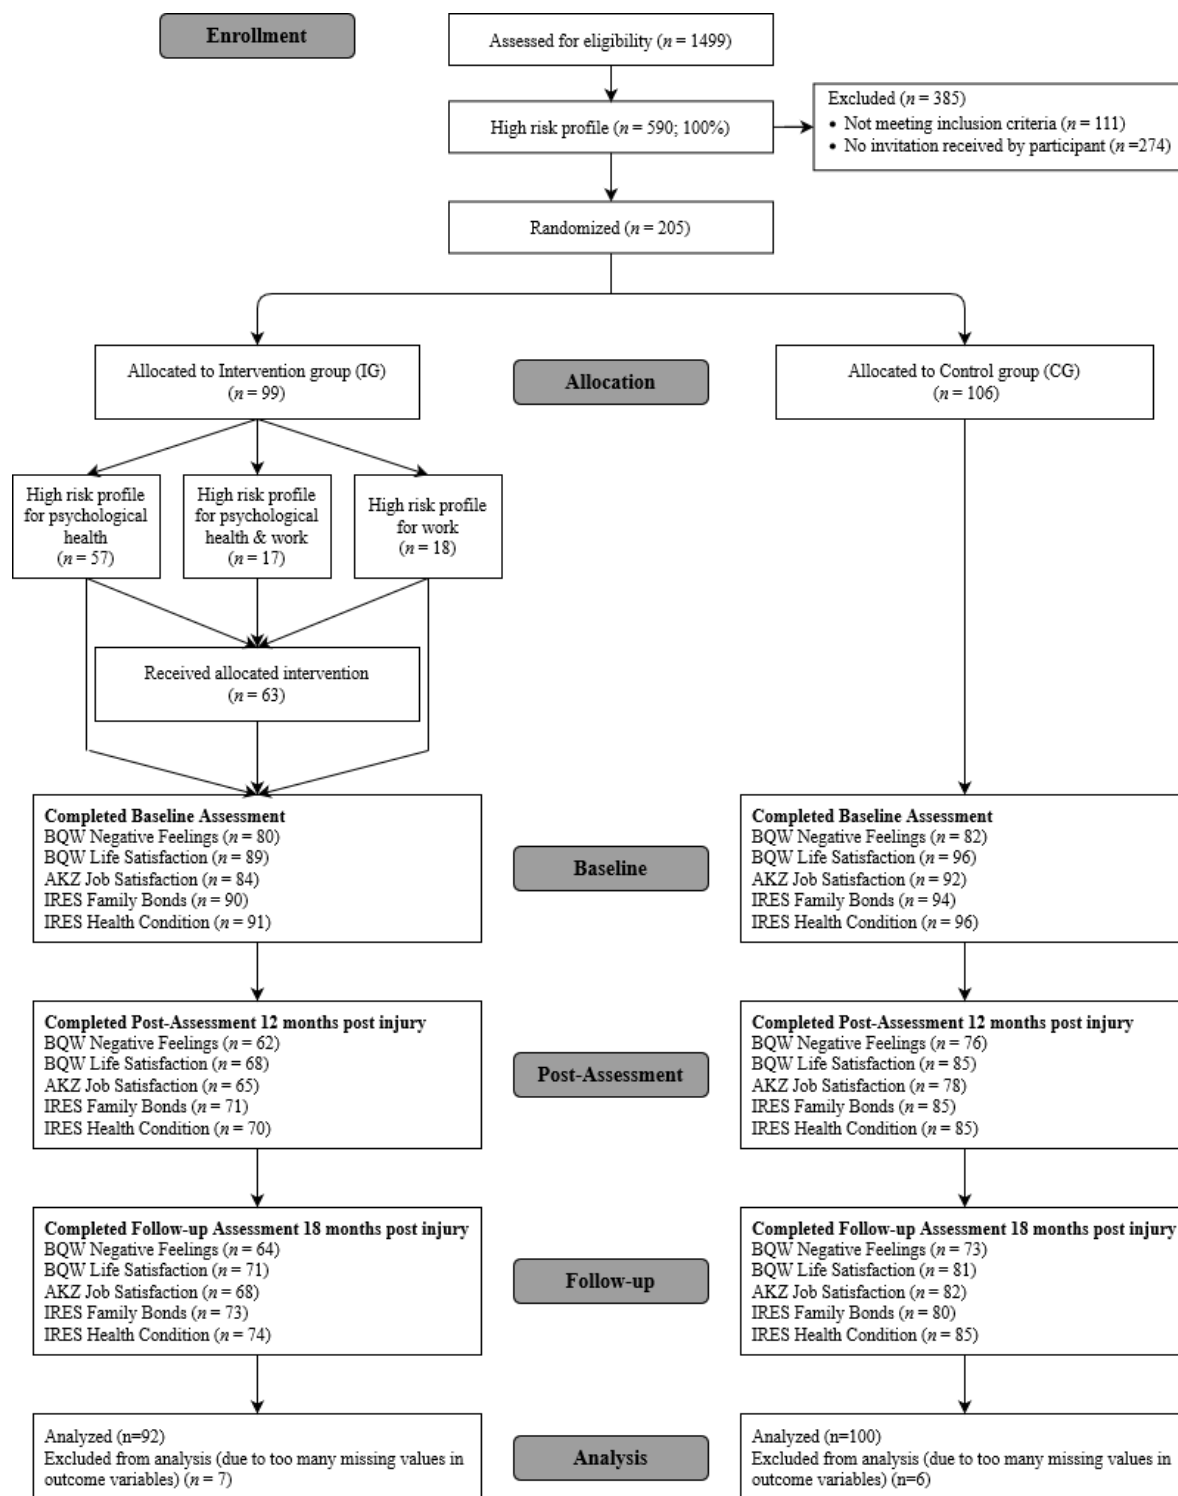 Enrollment
Assessed for eligibility (n = 1499)
High risk profile (n = 590; 100%)
Excluded (n = 385)
• Not meeting inclusion criteria (n = 111)
• No invitation received by participant (n =274)
Randomized (n = 205)
Allocated to Intervention group (IG)
(n = 99)
Allocation
Allocated to Control group (CG)
(n = 106)
High risk profile
for psychological
health
(n = 57)
High risk profile
for psychological
health & work
(n = 17)
High risk profile
for work
(n = 18)
Received allocated intervention
(n = 63)
Completed Baseline Assessment
BQW Negative Feelings (n = 80)
BQW Life Satisfaction (n = 89)
AKZ Job Satisfaction (n = 84)
IRES Family Bonds (n = 90)
IRES Health Condition (n = 91)
Baseline
Completed Baseline Assessment
BQW Negative Feelings (n = 82)
BQW Life Satisfaction (n = 96)
AKZ Job Satisfaction (n = 92)
IRES Family Bonds (n = 94)
IRES Health Condition (n = 96)
Completed Post-Assessment 12 months post injury
BQW Negative Feelings (n = 62)
BQW Life Satisfaction (n = 68)
AKZ Job Satisfaction (n = 65)
IRES Family Bonds (n = 71)
IRES Health Condition (n = 70)
Post-Assessment
Completed Post-Assessment 12 months post injury
BQW Negative Feelings (n = 76)
BQW Life Satisfaction (n = 85)
AKZ Job Satisfaction (n = 78)
IRES Family Bonds (n = 85)
IRES Health Condition (n = 85)
Completed Follow-up Assessment 18 months post injury
BQW Negative Feelings (n = 64)
BQW Life Satisfaction (n = 71)
AKZ Job Satisfaction (n = 68)
IRES Family Bonds (n = 73)
IRES Health Condition (n = 74)
Follow-up
Completed Follow-up Assessment 18 months post injury
BQW Negative Feelings (n = 73)
BQW Life Satisfaction (n = 81)
AKZ Job Satisfaction (n = 82)
IRES Family Bonds (n = 80)
IRES Health Condition (n = 85)
Analyzed (n=92)
Excluded from analysis (due to too many missing values in
outcome variables) (n = 7)
Analysis
Analyzed (n=100)
Excluded from analysis (due to too many missing values in
outcome variables) (n=6)